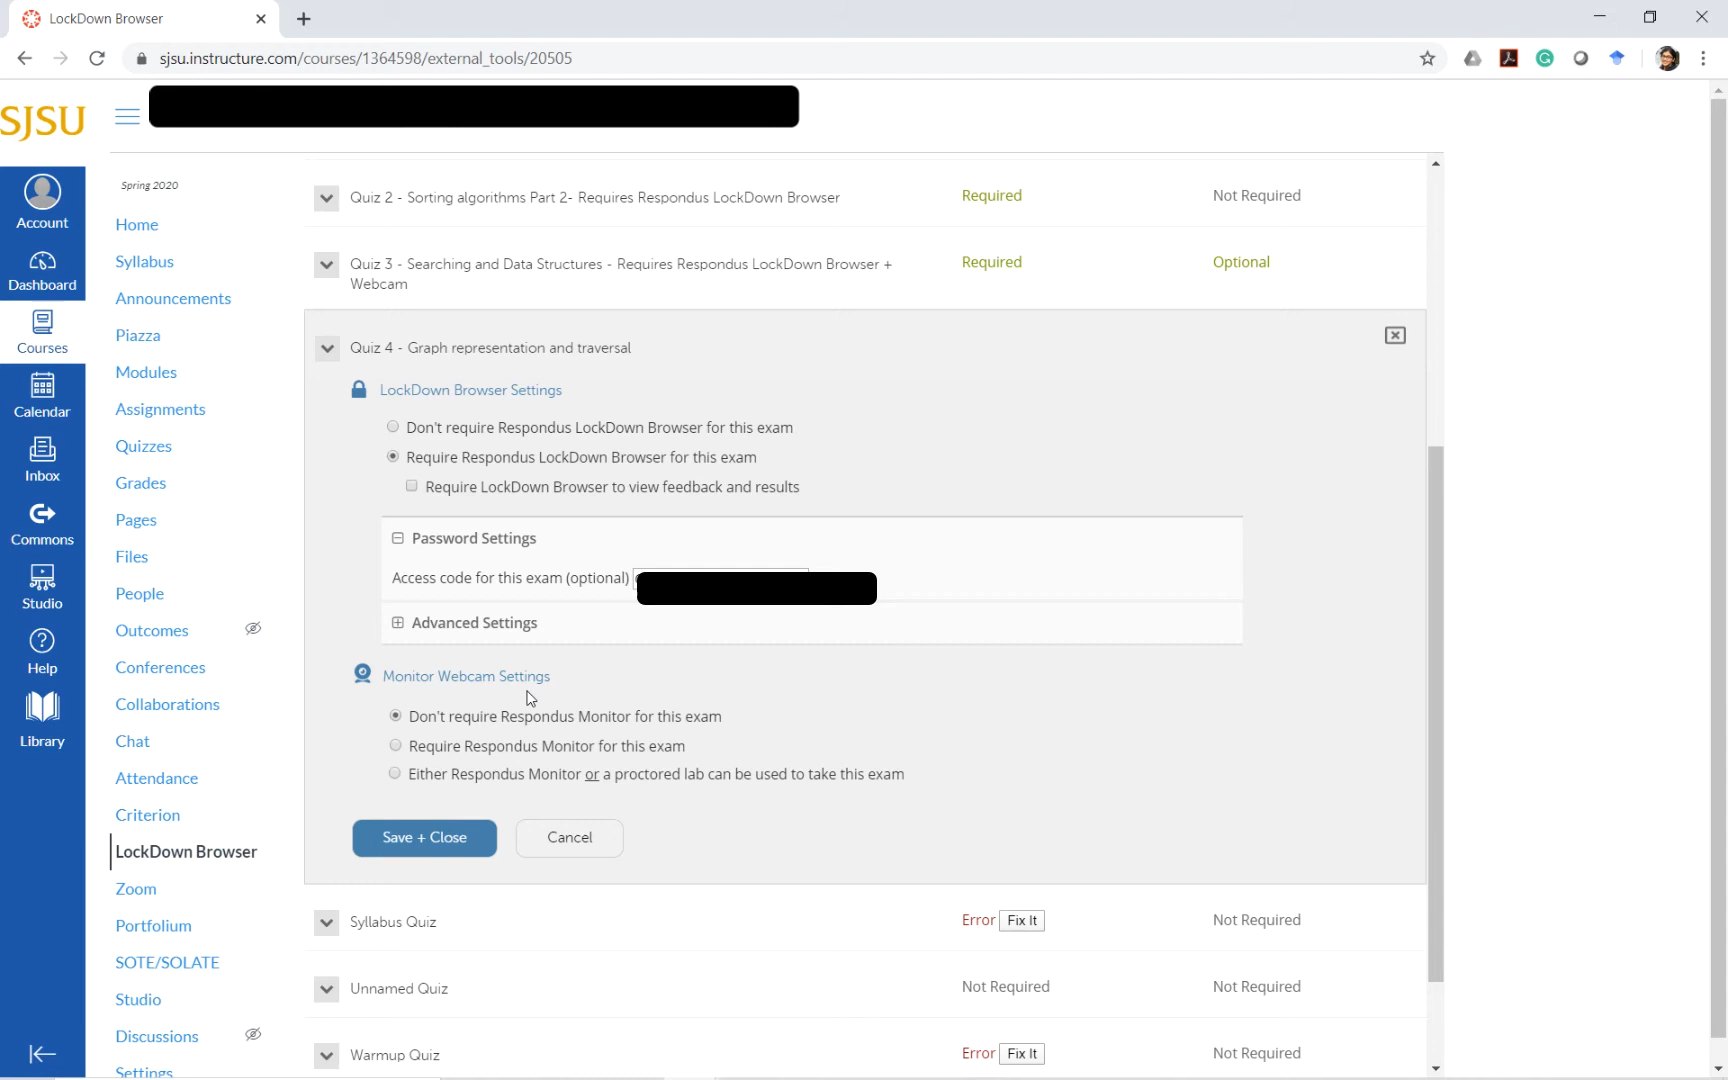 LockDown Browser
sjsu.instructure.com/courses/1364598/external_tools/20505
SJSU
Account
Dashboard
Courses
Calendar
Inbox
Commons
Studio
Help
Library
Spring 2020
Home
Syllabus
Announcements
Piazza
Modules
Assignments
Quizzes
Grades
Pages
Files
People
Outcomes
Conferences
Collaborations
Chat
Attendance
Criterion
LockDown Browser
Zoom
Portfolium
SOTE/SOLATE
Studio
Discussions
Settings
Quiz 2 - Sorting algorithms Part 2- Requires Respondus LockDown Browser Required Not Required
Quiz 3 - Searching and Data Structures - Requires Respondus LockDown Browser + Required Optional
Webcam
Quiz 4 - Graph representation and traversal
LockDown Browser Settings
Don't require Respondus LockDown Browser for this exam
Require Respondus LockDown Browser for this exam
Require LockDown Browser to view feedback and results
Password Settings
Access code for this exam (optional)
Advanced Settings
Monitor Webcam Settings
Don't require Respondus Monitor for this exam
Require Respondus Monitor for this exam
Either Respondus Monitor or a proctored lab can be used to take this exam
Save + Close Cancel
Syllabus Quiz Error Fix It Not Required
Unnamed Quiz Not Required Not Required
Warmup Quiz Error Fix It Not Required